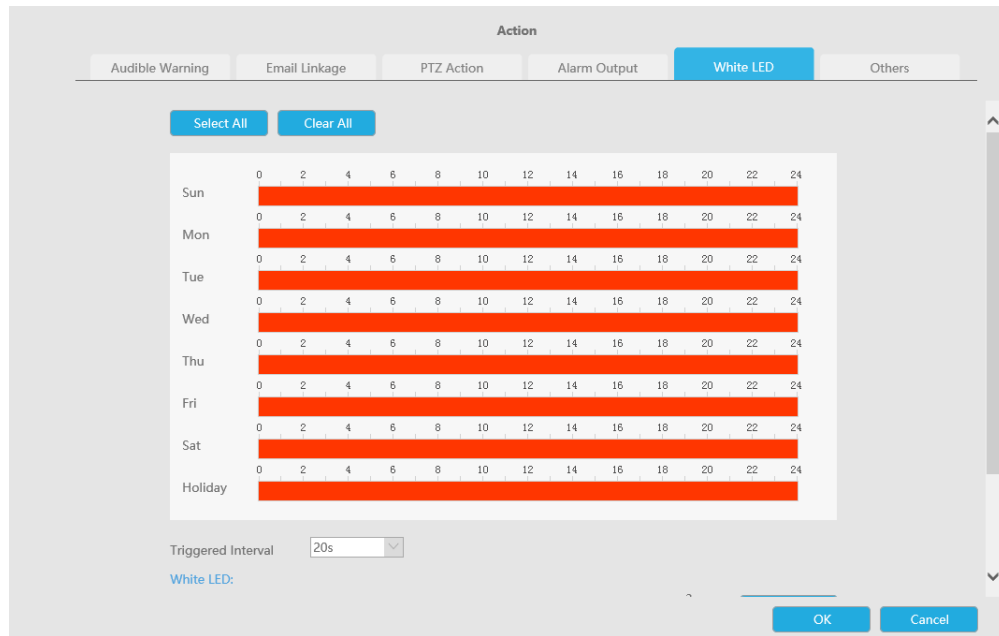 Action
Audible Warning Email Linkage PTZ Action Alarm Output White LED Others
Select All Clear All
0 2 4 6 8 10 12 14 16 18 20 22 24
Sun
0 2 4 6 8 10 12 14 16 18 20 22 24
Mon
0 2 4 6 8 10 12 14 16 18 20 22 24
Tue
0 2 4 6 8 10 12 14 16 18 20 22 24
Wed
0 2 4 6 8 10 12 14 16 18 20 22 24
Thu
0 2 4 6 8 10 12 14 16 18 20 22 24
Fri
0 2 4 6 8 10 12 14 16 18 20 22 24
Sat
0 2 4 6 8 10 12 14 16 18 20 22 24
Holiday
Triggered Interval 20s
White LED:
OK Cancel